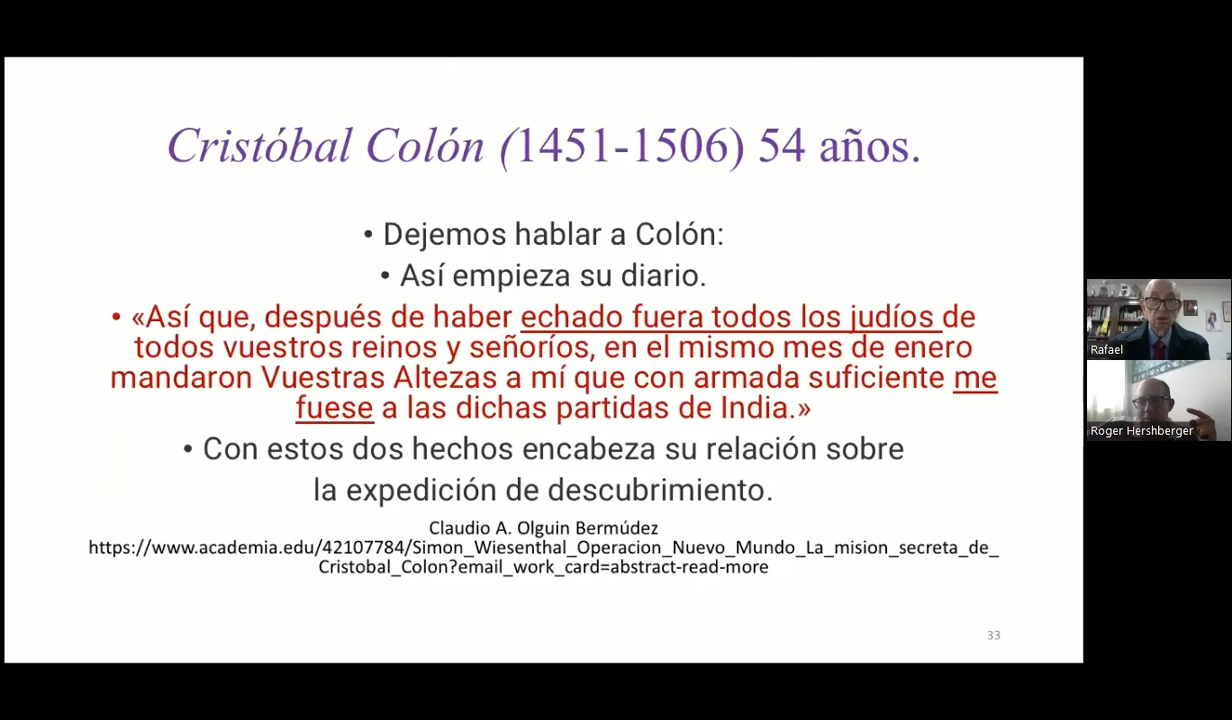 Cristóbal Colón (1451-1506) 54 años.
• Dejemos hablar a Colón:
• Así empieza su diario.
• «Así que, después de haber echado fuera todos los judíos de
todos vuestros reinos y señoríos, en el mismo mes de enero
mandaron Vuestras Altezas a mí que con armada suficiente me
fuese a las dichas partidas de India.»
• Con estos dos hechos encabeza su relación sobre
la expedición de descubrimiento.
Claudio A. Olguin Bermúdez
https://www.academia.edu/42107784/Simon_Wiesenthal_Operacion_Nuevo_Mundo_La_mision_secreta_de_
Cristobal_Colon?email_work_card=abstract-read-more
33
Rafael
Roger Hershberger